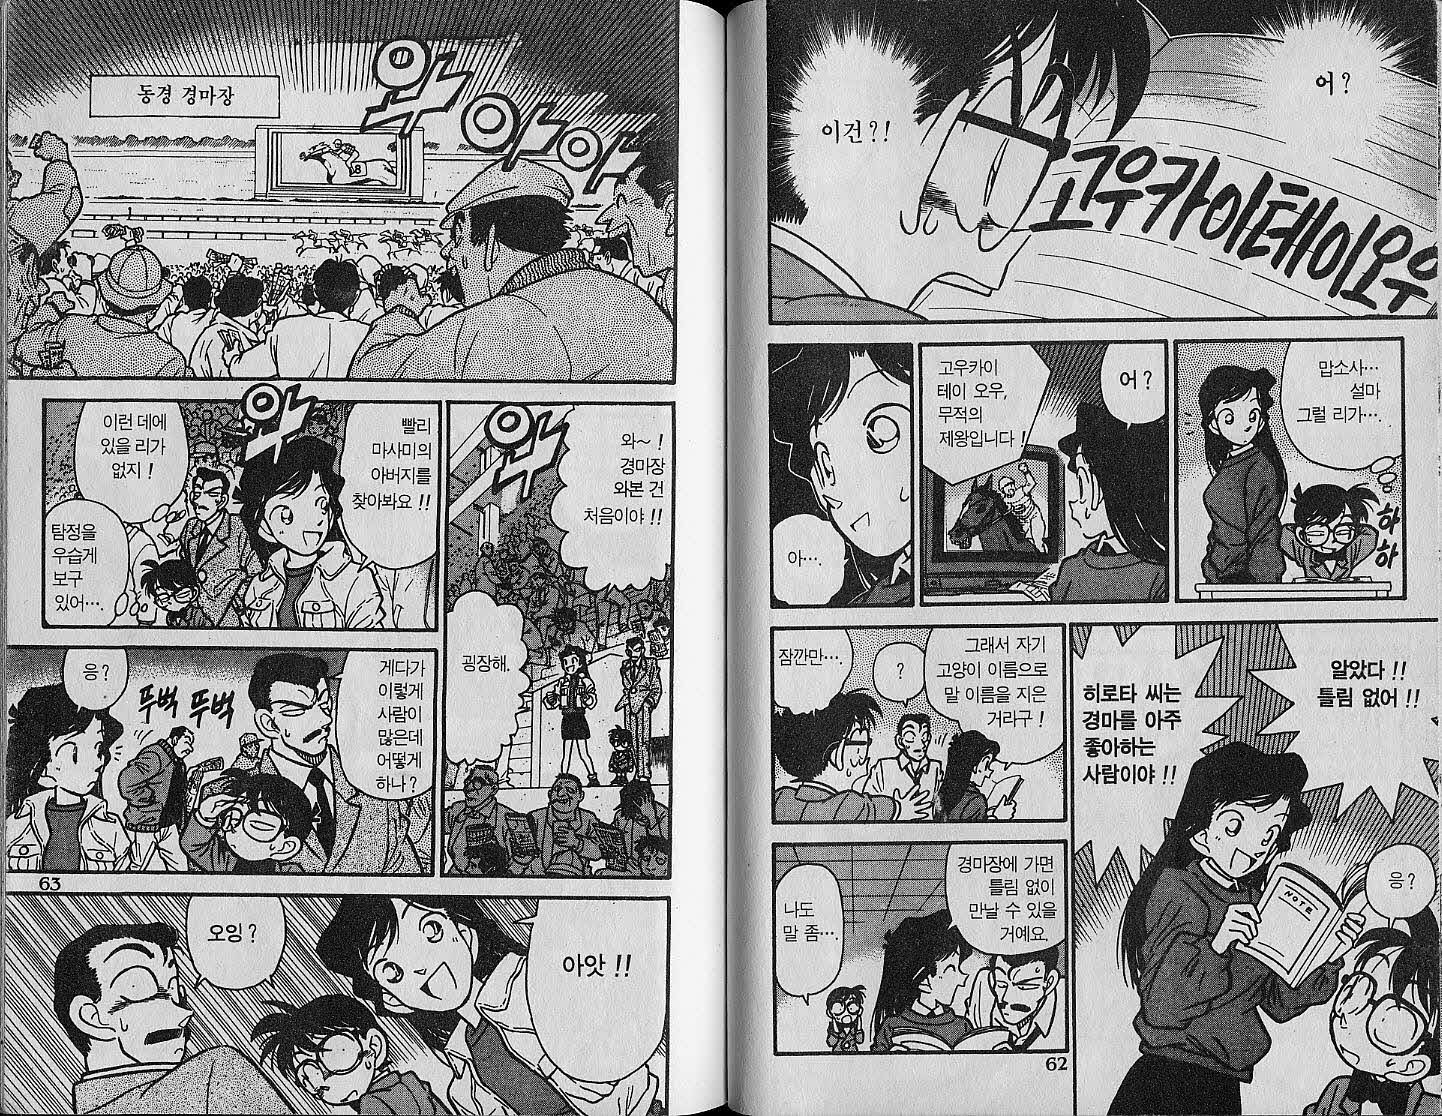 어?
이건?!
고우카이테이오우
맙소사…
설마
그럴 리가….
하
하
어?
고우카이
테이 오우,
무적의
제왕입니다!
아….
알았다!!
틀림 없어!!
히로타 씨는
경마를 아주
좋아하는
사람이야!!
응?
NOTE
그래서 자기
고양이 이름으로
말 이름을 지은
거라구!
?
잠깐만….
경마장에 가면
틀림 없이
만날 수 있을
거예요.
나도
말 좀….
62
동경 경마장
와
아아
8
와~!
경마장
와본 건
처음이야!!
와
굉장해.
빨리
마사미의
아버지를
찾아봐요!!
와
이런 데에
있을 리가
없지!
탐정을
우습게
보구
있어….
게다가
이렇게
사람이
많은데
어떻게
하나?
뚜벅 뚜벅
응?
63
아앗!!
오잉?